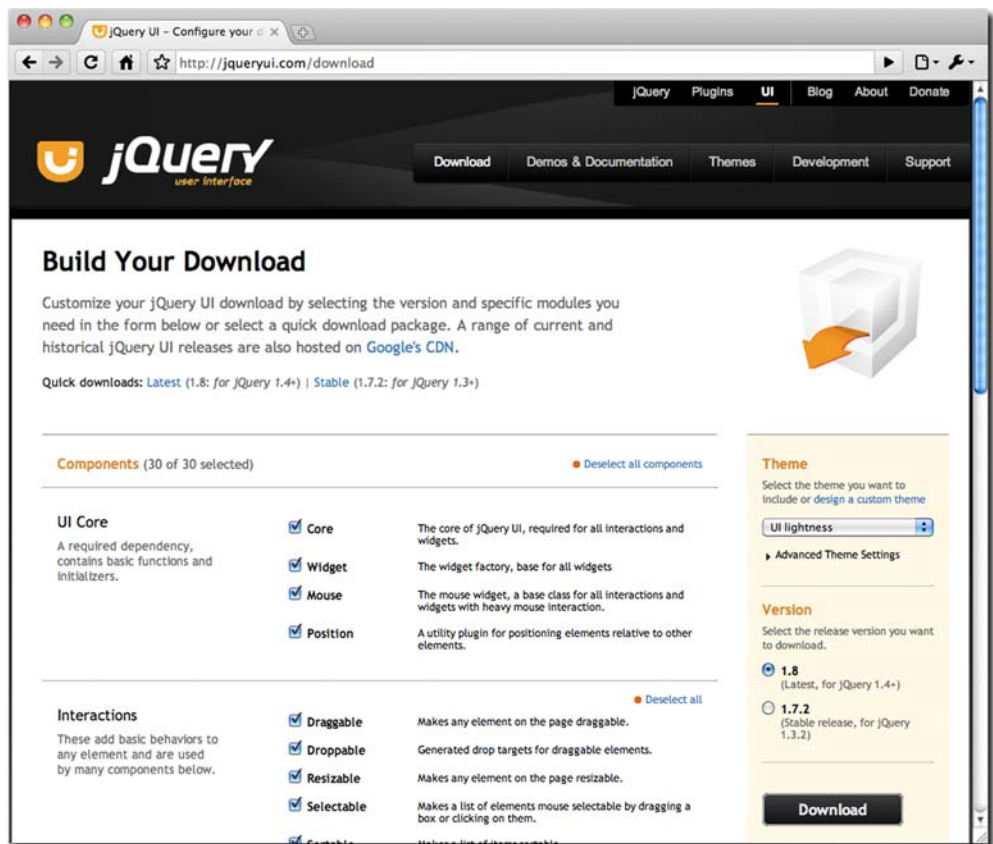 jQuery UI - Configure your d
http://jqueryui.com/download
jQuery Plugins UI Blog About Donate
jQuery
user interface
Download Demos & Documentation Themes Development Support
Build Your Download
Customize your jQuery UI download by selecting the version and specific modules you
need in the form below or select a quick download package. A range of current and
historical jQuery UI releases are also hosted on Google's CDN.
Quick downloads: Latest (1.8: for jQuery 1.4+) | Stable (1.7.2: for jQuery 1.3+)
Components (30 of 30 selected)
Deselect all components
UI Core
A required dependency,
contains basic functions and
initializers.
Core
The core of jQuery UI, required for all interactions and
widgets.
Widget
The widget factory, base for all widgets
Mouse
The mouse widget, a base class for all interactions and
widgets with heavy mouse interaction.
Position
A utility plugin for positioning elements relative to other
elements.
Deselect all
Interactions
These add basic behaviors to
any element and are used
by many components below.
Draggable
Makes any element on the page draggable.
Droppable
Generated drop targets for draggable elements.
Resizable
Makes any element on the page resizable.
Selectable
Makes a list of elements mouse selectable by dragging a
box or clicking on them.
Sortable
Makes a list of items sortable.
Theme
Select the theme you want to
include or design a custom theme
UI lightness
Advanced Theme Settings
Version
Select the release version you want
to download.
1.8
(Latest, for jQuery 1.4+)
1.7.2
(Stable release, for jQuery
1.3.2)
Download